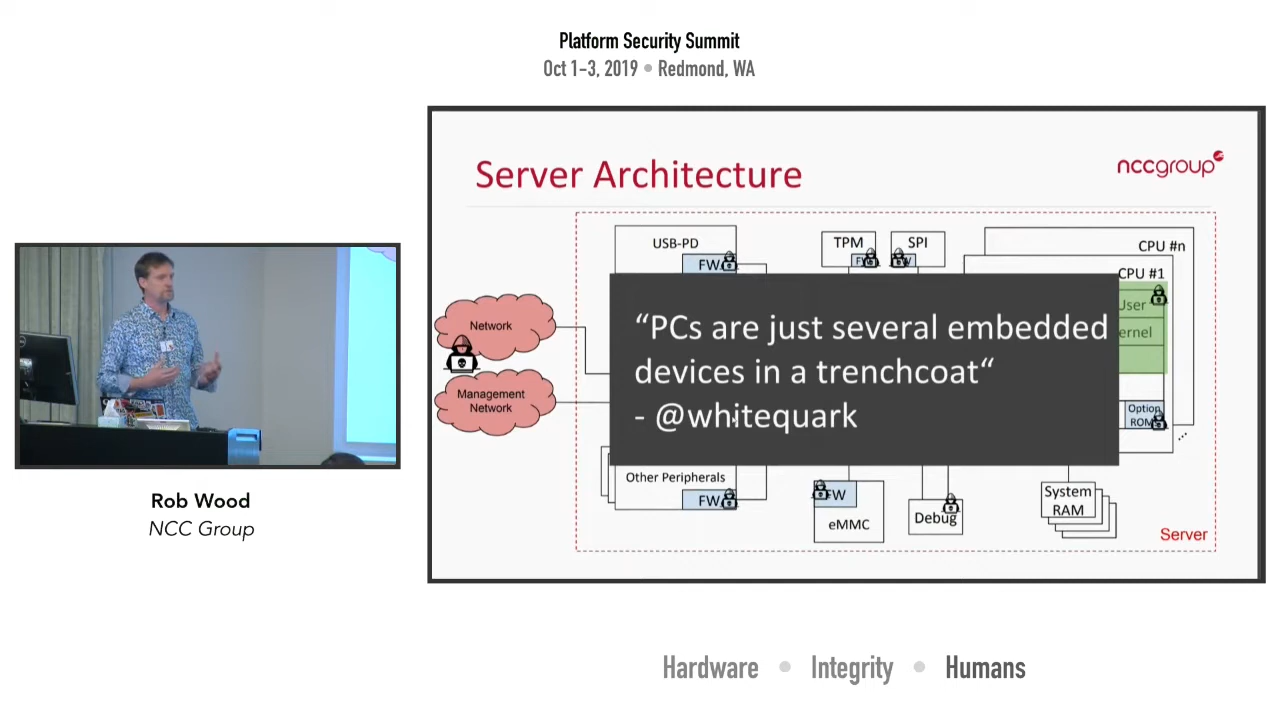 Platform Security Summit
Oct 1-3, 2019 • Redmond, WA
Server Architecture
nccgroup
USB-PD
FW
TPM
SPI
CPU #n
CPU #1
User
Network
Management
Network
“PCs are just several embedded
devices in a trenchcoat“
- @whitequark
Option
ROM
Other Peripherals
FW
FW
eMMC
Debug
System
RAM
Server
Rob Wood
NCC Group
Hardware • Integrity • Humans